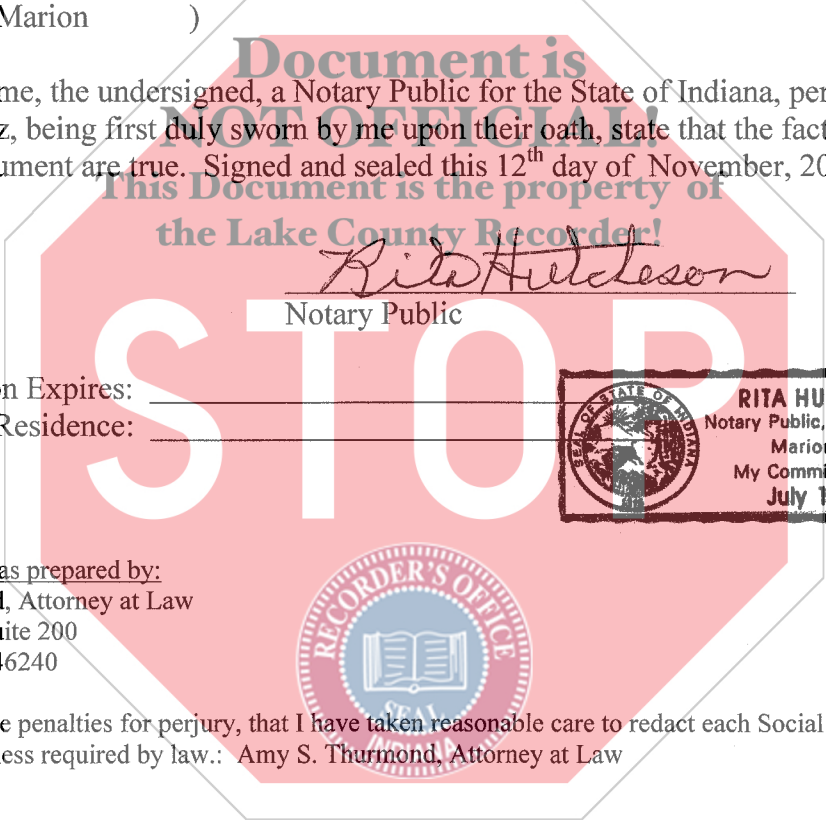 Marion )
Document is
me, the undersigned, a Notary Public for the State of Indiana, per
NOT OFFICIAL!
z, being first duly sworn by me upon their oath, state that the fact
ument are true. Signed and sealed this 12th day of November, 20
This Document is the property of
the Lake County Recorder!
Rita Hutcheson
Notary Public
STOP
n Expires:
Residence:
SEAL OF STATE OF INDIANA
RITA HU
Notary Public,
Marion
My Commi
July 1
as prepared by:
d, Attorney at Law
uite 200
46240
RECORDER'S OFFICE
SEAL
INDIANA
e penalties for perjury, that I have taken reasonable care to redact each Social
less required by law.: Amy S. Thurmond, Attorney at Law